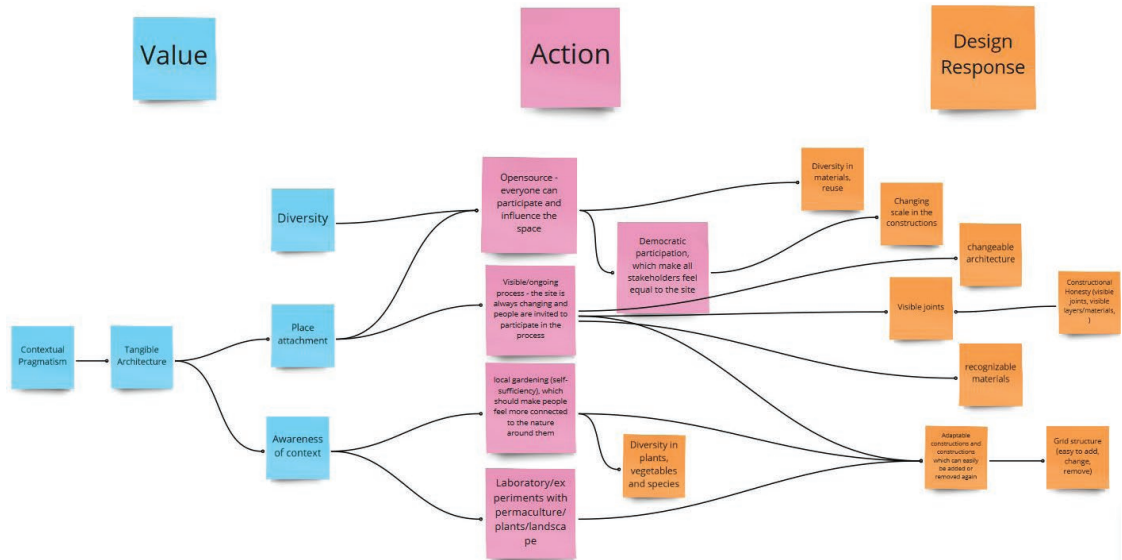 Value
Action
Design
Response
Diversity
Opensource -
everyone can
participate and
influence the
space
Diversity in
materials,
reuse
Changing
scale in the
constructions
Democratic
participation,
which make all
stakeholders feel
equal to the site
changeable
architecture
Visible/ongoing
process - the site is
always changing and
people are invited to
participate in the
process
Visible joints
Constructional
Honesty (visible
joints, visible
layers/materials,
)
Contextual
Pragmatism
Tangible
Architecture
Place
attachment
recognizable
materials
local gardening (self-
sufficiency), which
should make people
feel more connected
to the nature
around them
Awareness
of context
Diversity in
plants,
vegetables
and species
Adaptable
constructions and
constructions
which can easily
be added or
removed again
Grid structure
(easy to add,
change,
remove)
Laboratory/ex
periments with
permaculture/
plants/landsca
pe